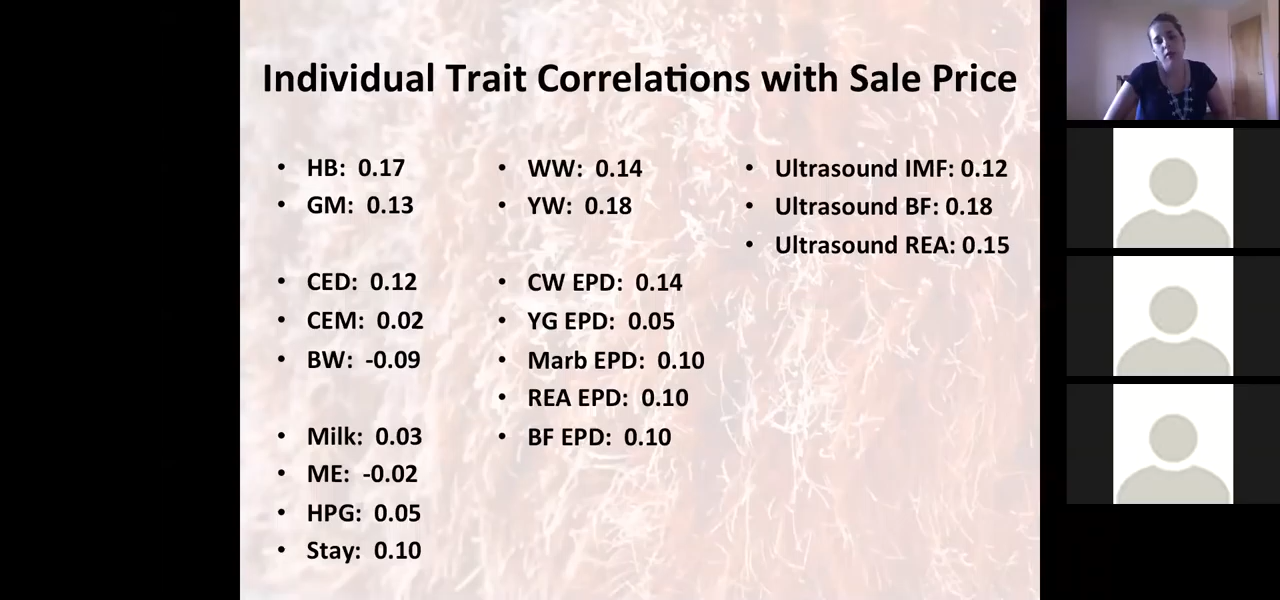 Individual Trait Correlations with Sale Price
• HB: 0.17
• GM: 0.13
• CED: 0.12
• CEM: 0.02
• BW: -0.09
• Milk: 0.03
• ME: -0.02
• HPG: 0.05
• Stay: 0.10
• WW: 0.14
• YW: 0.18
• CW EPD: 0.14
• YG EPD: 0.05
• Marb EPD: 0.10
• REA EPD: 0.10
• BF EPD: 0.10
• Ultrasound IMF: 0.12
• Ultrasound BF: 0.18
• Ultrasound REA: 0.15